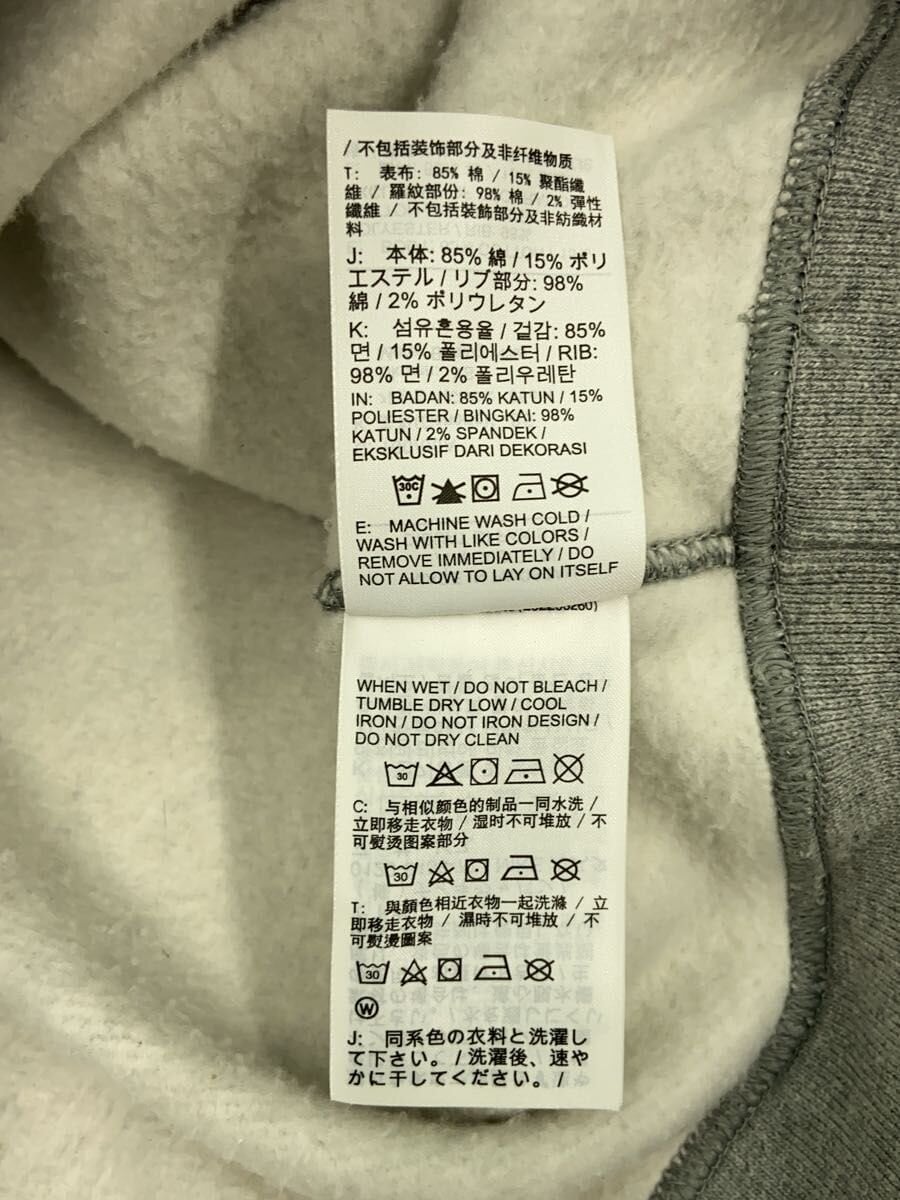 / 不包括装饰部分及非纤维物质
T: 表布: 85% 棉 / 15% 聚酯纖
維 / 羅紋部份: 98% 棉 / 2% 彈性
纖維 / 不包括裝飾部分及非紡織材
料
J: 本体: 85% 綿 / 15% ポリ
エステル / リブ部分: 98%
綿 / 2% ポリウレタン
K: 섬유혼용율 / 겉감: 85%
면 / 15% 폴리에스터 / RIB:
98% 면 / 2% 폴리우레탄
IN: BADAN: 85% KATUN / 15%
POLIESTER / BINGKAI: 98%
KATUN / 2% SPANDEK /
EKSKLUSIF DARI DEKORASI
30C
E: MACHINE WASH COLD /
WASH WITH LIKE COLORS /
REMOVE IMMEDIATELY / DO
NOT ALLOW TO LAY ON ITSELF
WHEN WET / DO NOT BLEACH /
TUMBLE DRY LOW / COOL
IRON / DO NOT IRON DESIGN /
DO NOT DRY CLEAN
30
C: 与相似颜色的制品一同水洗 /
立即移走衣物 / 湿时不可堆放 / 不
可熨烫图案部分
30
T: 與顏色相近衣物一起洗滌 / 立
即移走衣物 / 濕時不可堆放 / 不
可熨燙圖案
30
W
J: 同系色の衣料と洗濯し
て下さい。/ 洗濯後、速や
かに干してください。/